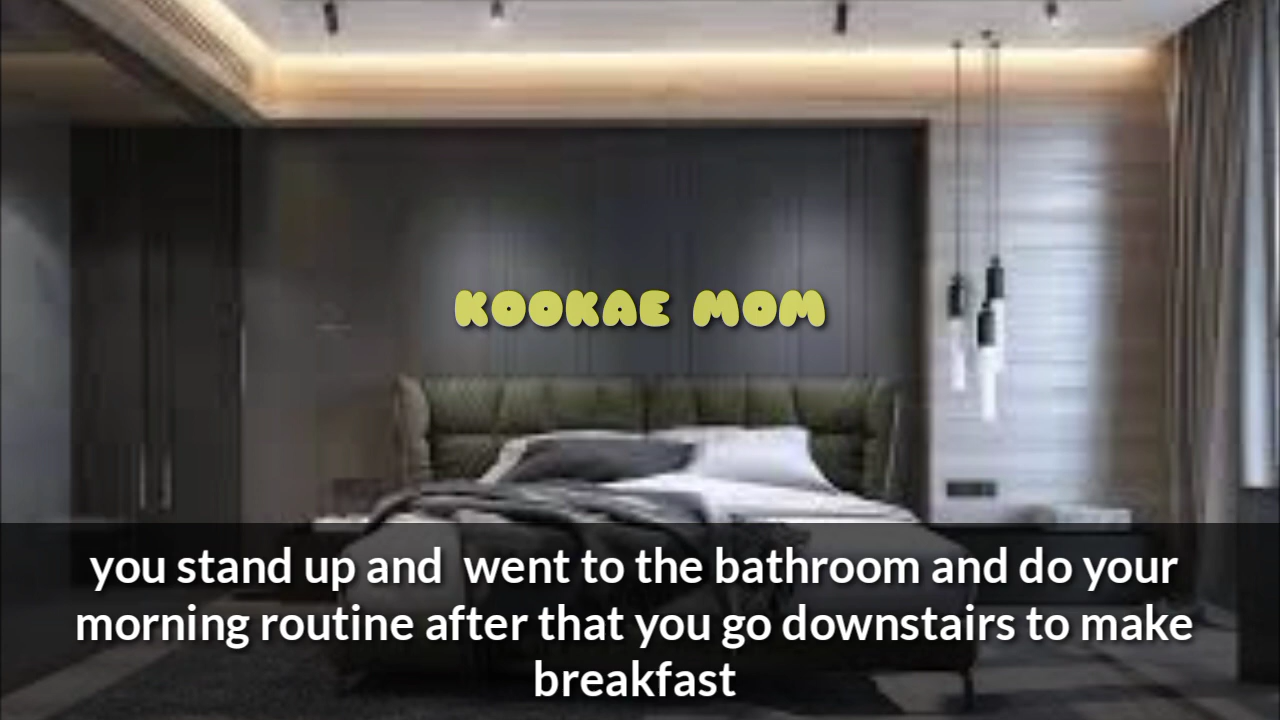 KOOKAE MOM
you stand up and  went to the bathroom and do your
morning routine after that you go downstairs to make
breakfast